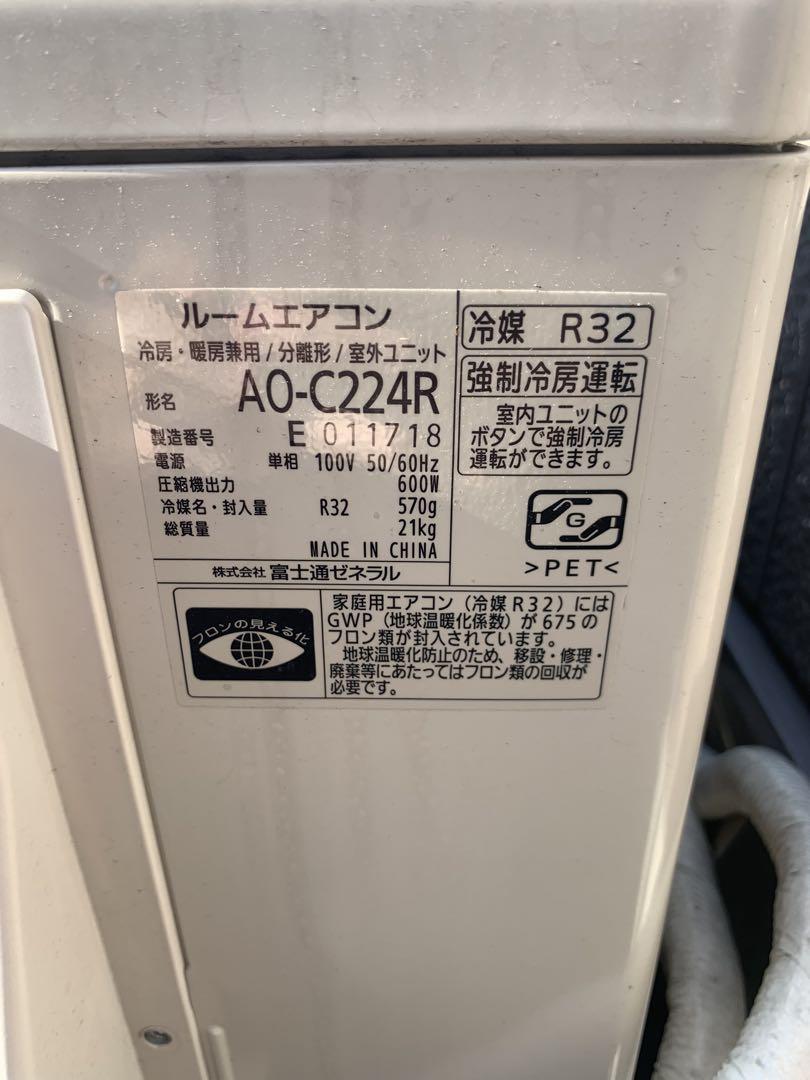 ルームエアコン
冷房・暖房兼用/分離形/室外ユニット
形名 AO-C224R
製造番号 E 011718
電源 単相 100V 50/60Hz
圧縮機出力 600W
冷媒名・封入量 R32 570g
総質量 21kg
MADE IN CHINA
株式会社 富士通ゼネラル
冷媒 R32
強制冷房運転
室内ユニットの
ボタンで強制冷房
運転ができます。
G
>PET<
フロンの見える化
家庭用エアコン(冷媒R32)には
GWP(地球温暖化係数)が675の
フロン類が封入されています。
地球温暖化防止のため、移設・修理・
廃棄等にあたってはフロン類の回収が
必要です。